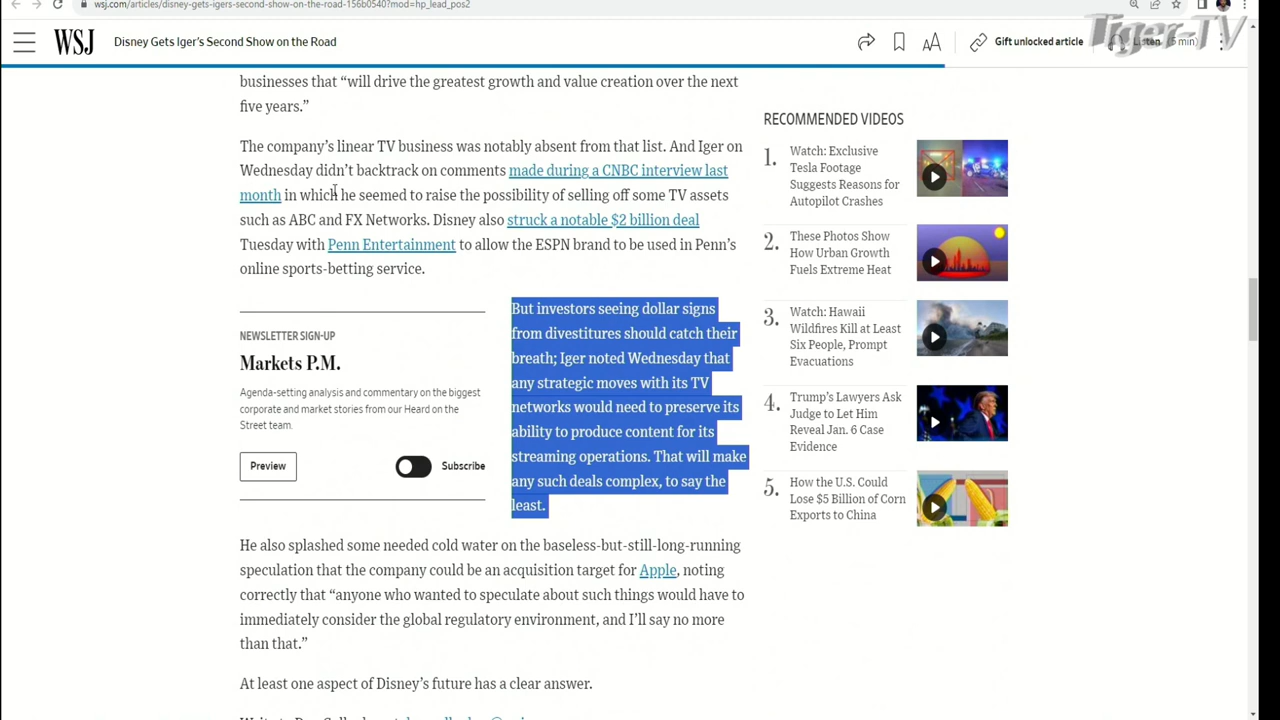 wsj.com/articles/disney-gets-igers-second-show-on-the-road-156b0540?mod=hp_lead_pos2
Tiger-TV
WSJ
Disney Gets Iger's Second Show on the Road
AA
Gift unlocked article
Listen (5 min)
businesses that “will drive the greatest growth and value creation over the next
five years.”
The company’s linear TV business was notably absent from that list. And Iger on
Wednesday didn’t backtrack on comments made during a CNBC interview last
month in which he seemed to raise the possibility of selling off some TV assets
such as ABC and FX Networks. Disney also struck a notable $2 billion deal
Tuesday with Penn Entertainment to allow the ESPN brand to be used in Penn’s
online sports-betting service.
NEWSLETTER SIGN-UP
Markets P.M.
Agenda-setting analysis and commentary on the biggest
corporate and market stories from our Heard on the
Street team.
Preview
Subscribe
But investors seeing dollar signs
from divestitures should catch their
breath; Iger noted Wednesday that
any strategic moves with its TV
networks would need to preserve its
ability to produce content for its
streaming operations. That will make
any such deals complex, to say the
least.
He also splashed some needed cold water on the baseless-but-still-long-running
speculation that the company could be an acquisition target for Apple, noting
correctly that “anyone who wanted to speculate about such things would have to
immediately consider the global regulatory environment, and I’ll say no more
than that.”
At least one aspect of Disney’s future has a clear answer.
RECOMMENDED VIDEOS
1.
Watch: Exclusive
Tesla Footage
Suggests Reasons for
Autopilot Crashes
2.
These Photos Show
How Urban Growth
Fuels Extreme Heat
3.
Watch: Hawaii
Wildfires Kill at Least
Six People, Prompt
Evacuations
4.
Trump’s Lawyers Ask
Judge to Let Him
Reveal Jan. 6 Case
Evidence
5.
How the U.S. Could
Lose $5 Billion of Corn
Exports to China